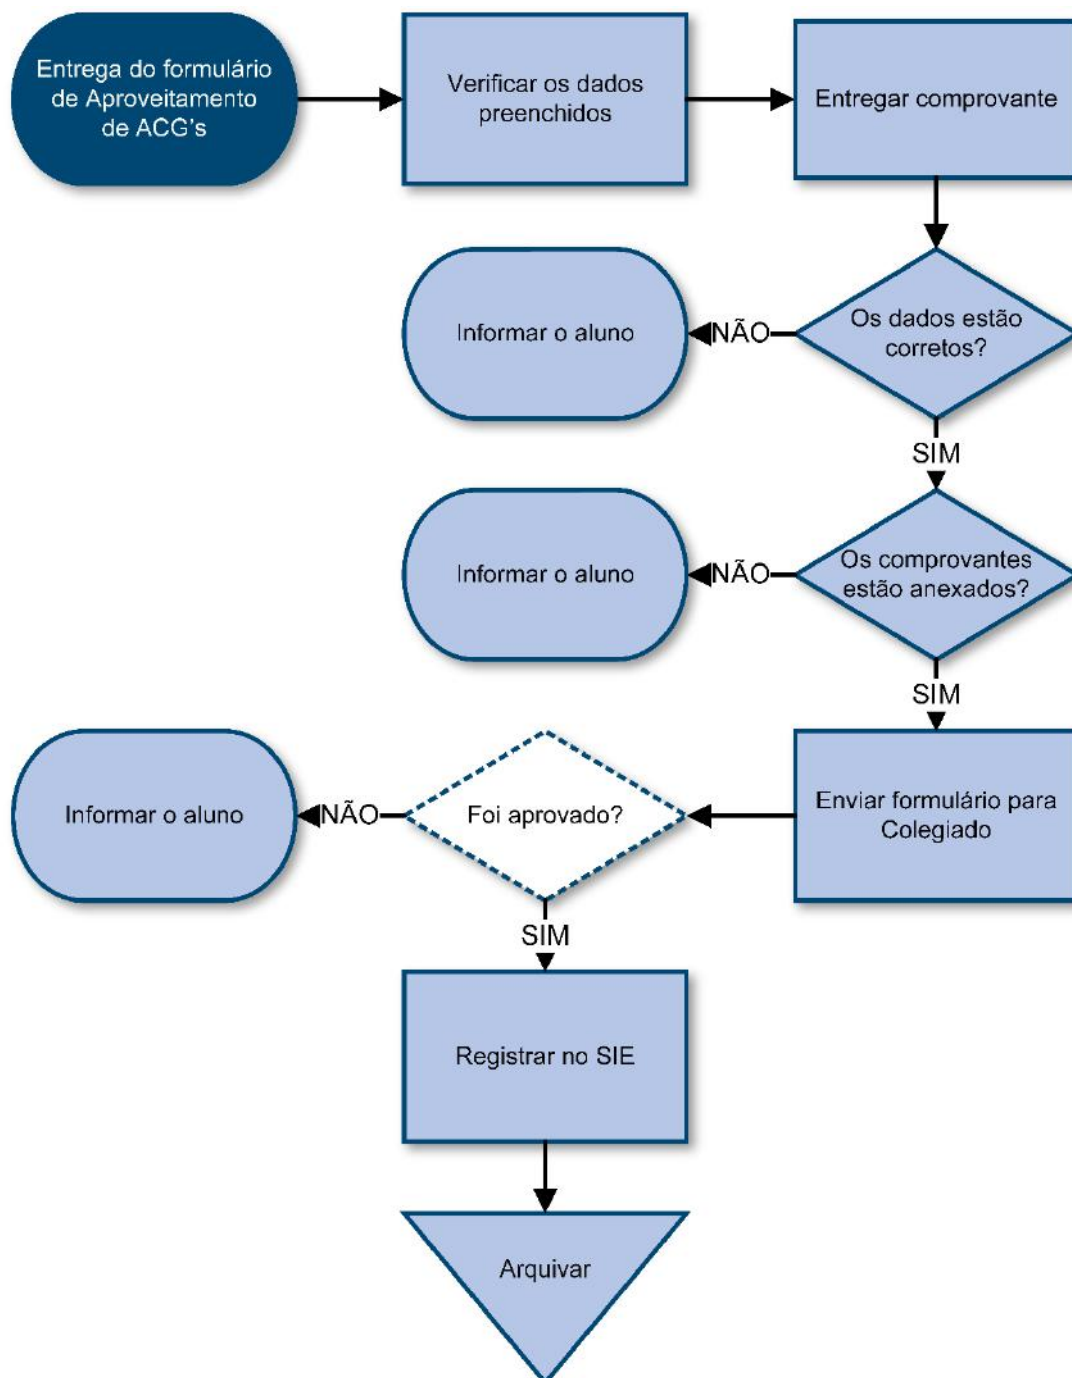 Entrega do formulário
de Aproveitamento
de ACG's
Verificar os dados
preenchidos
Entregar comprovante
Os dados estão
corretos?
NÃO
Informar o aluno
SIM
Os comprovantes
estão anexados?
NÃO
Informar o aluno
SIM
Enviar formulário para
Colegiado
Foi aprovado?
NÃO
Informar o aluno
SIM
Registrar no SIE
Arquivar